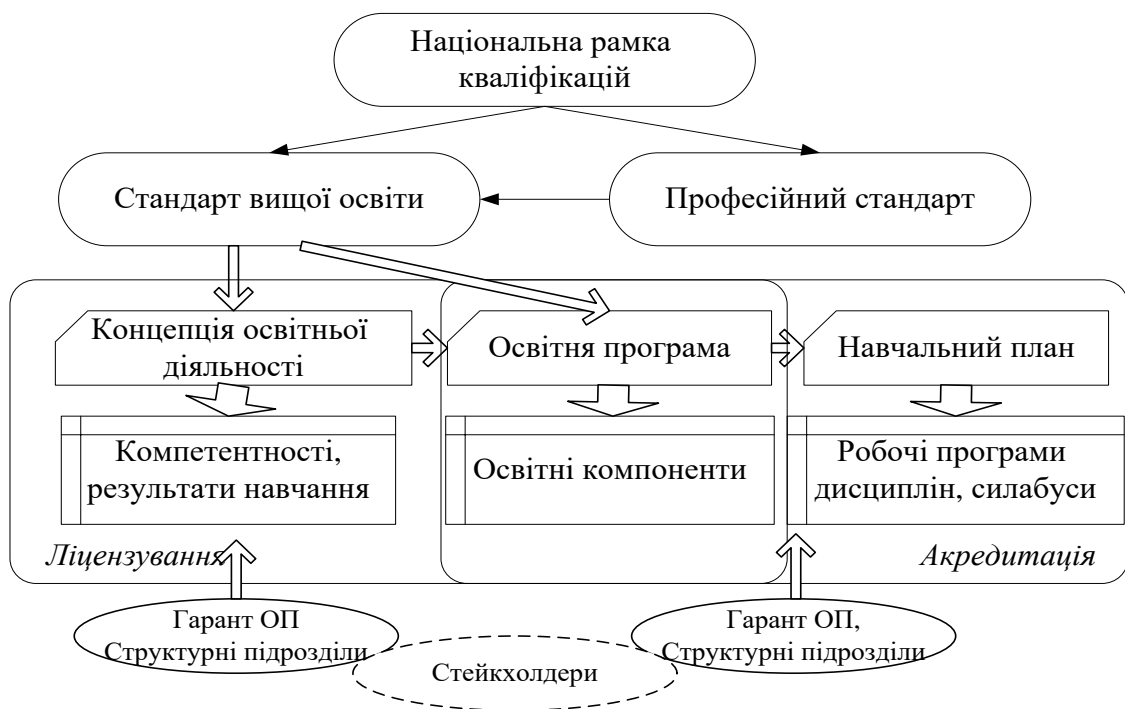 Національна рамка
кваліфікацій
Стандарт вищої освіти
Професійний стандарт
Концепція освітньої
діяльності
Освітня програма
Навчальний план
Компетентності,
результати навчання
Освітні компоненти
Робочі програми
дисциплін, силабуси
Ліцензування
Акредитація
Гарант ОП
Структурні підрозділи
Гарант ОП,
Структурні підрозділи
Стейкхолдери